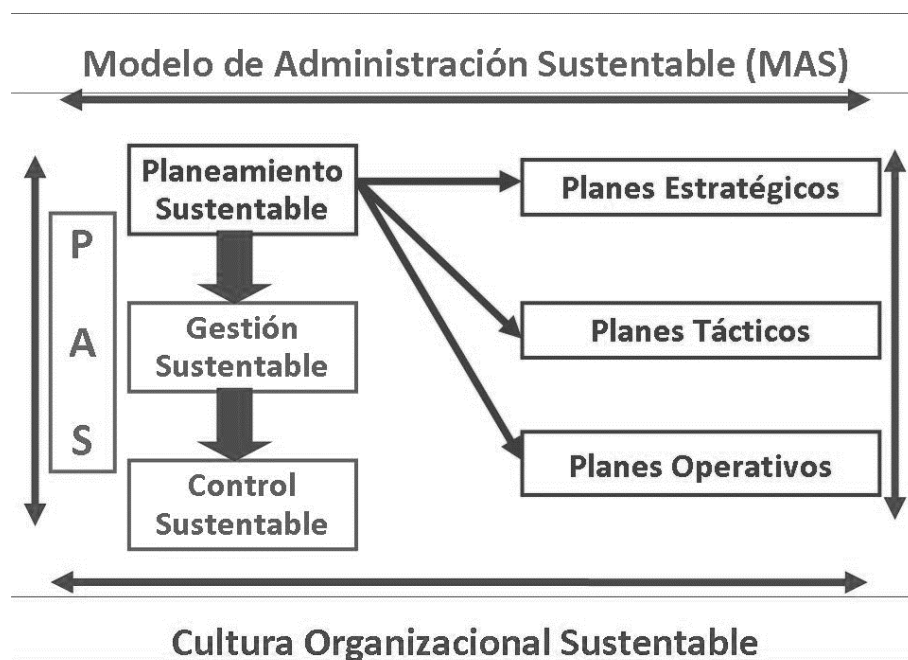 Modelo de Administración Sustentable (MAS)
Planeamiento
Sustentable
Planes Estratégicos
P
A
S
Gestión
Sustentable
Planes Tácticos
Control
Sustentable
Planes Operativos
Cultura Organizacional Sustentable